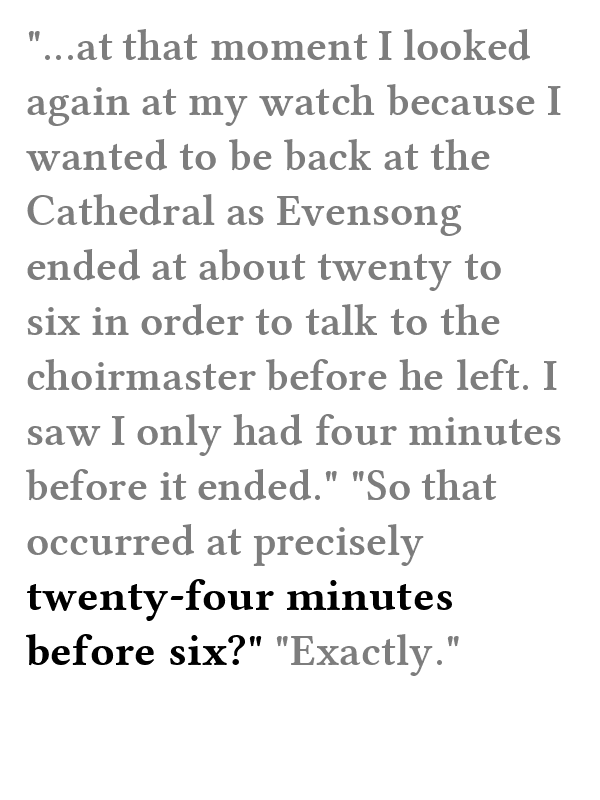 "...at that moment I looked
again at my watch because I
wanted to be back at the
Cathedral as Evensong
ended at about twenty to
six in order to talk to the
choirmaster before he left. I
saw I only had four minutes
before it ended." "So that
occurred at precisely
twenty-four minutes
before six?" "Exactly."